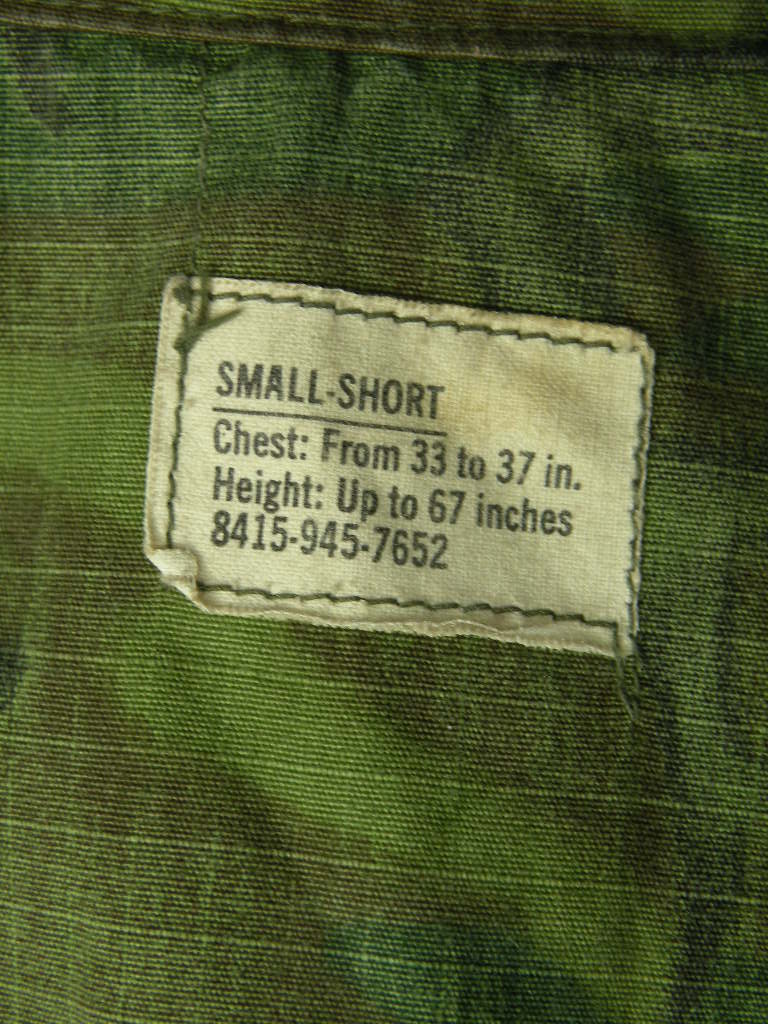 SMALL-SHORT
Chest: From 33 to 37 in.
Height: Up to 67 inches
8415-945-7652